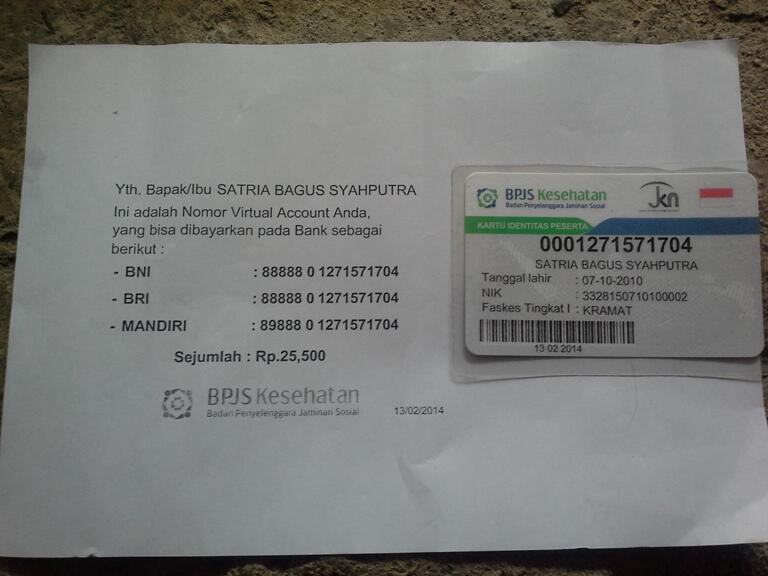 Yth. Bapak/Ibu SATRIA BAGUS SYAHPUTRA
Ini adalah Nomor Virtual Account Anda,
yang bisa dibayarkan pada Bank sebagai
berikut :
- BNI : 88888 0 1271571704
- BRI : 88888 0 1271571704
- MANDIRI : 89888 0 1271571704
Sejumlah : Rp.25,500
BPJS Kesehatan
Badan Penyelenggara Jaminan Sosial
13/02/2014
BPJS Kesehatan
Badan Penyelenggara Jaminan Sosial
jkn
KARTU IDENTITAS PESERTA
0001271571704
SATRIA BAGUS SYAHPUTRA
Tanggal lahir : 07-10-2010
NIK : 3328150710100002
Faskes Tingkat I : KRAMAT
13 02 2014